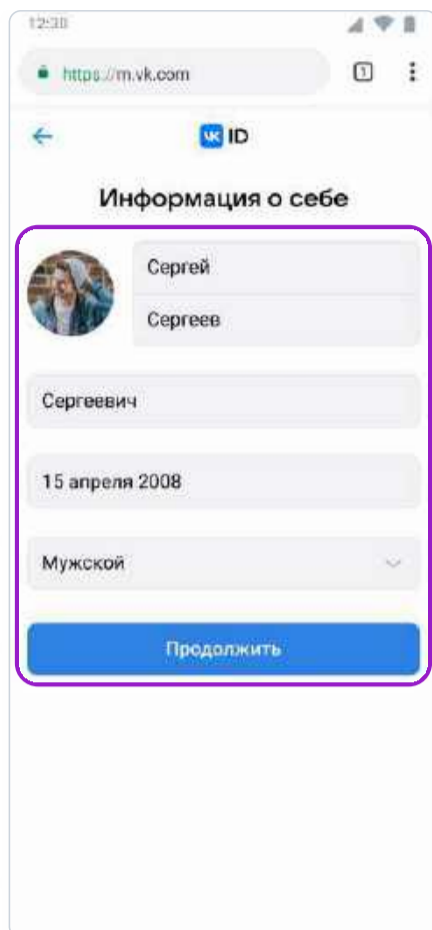 12:30
https://m.vk.com
1
VK ID
Информация о себе
Сергей
Сергеев
Сергеевич
15 апреля 2008
Мужской
Продолжить